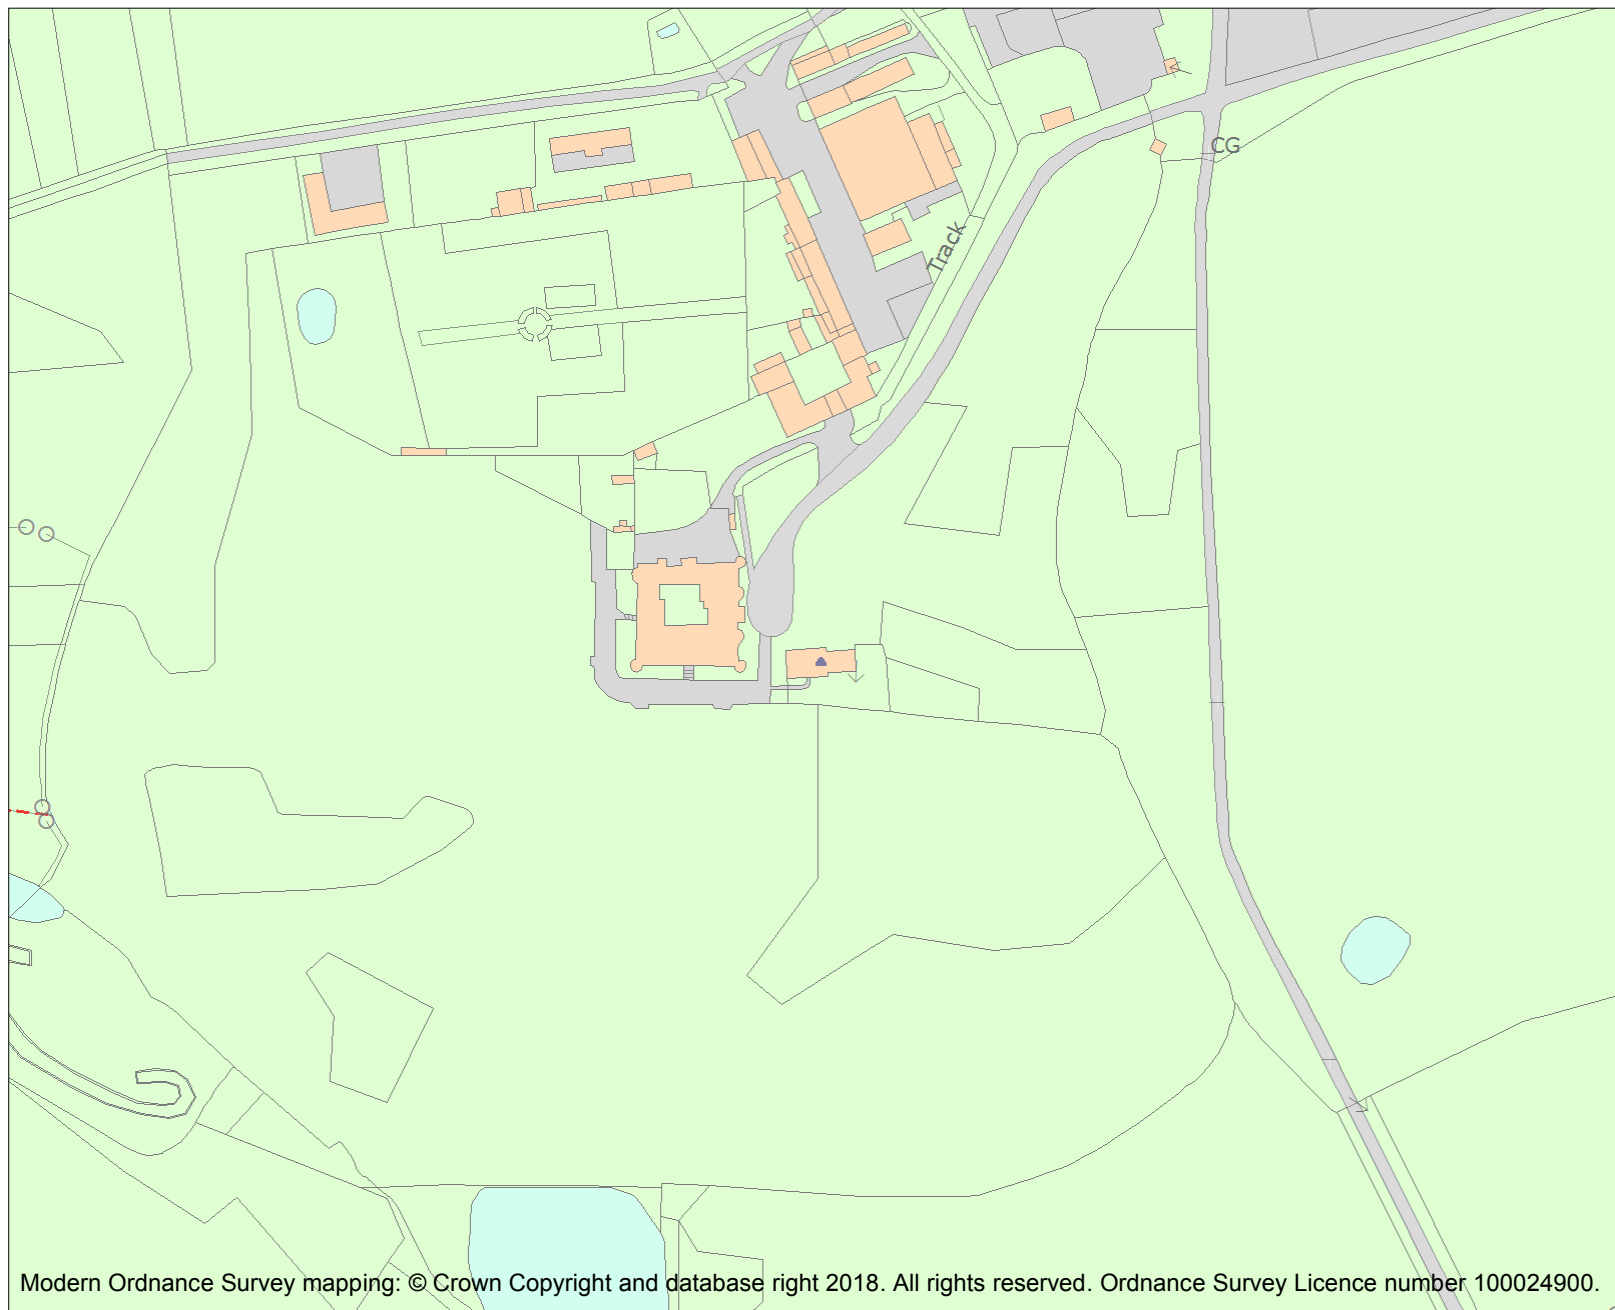 CG
Track
Modern Ordnance Survey mapping: © Crown Copyright and database right 2018. All rights reserved. Ordnance Survey Licence number 100024900.